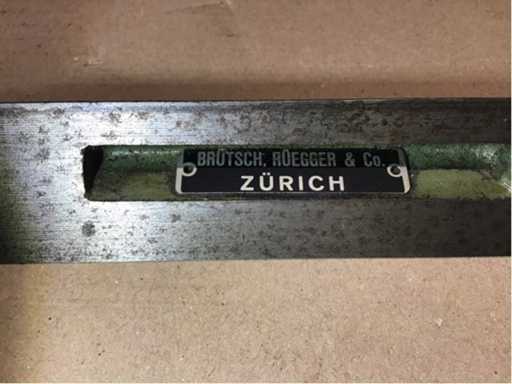 BRÜTSCH, RÜEGGER & Co.
ZÜRICH